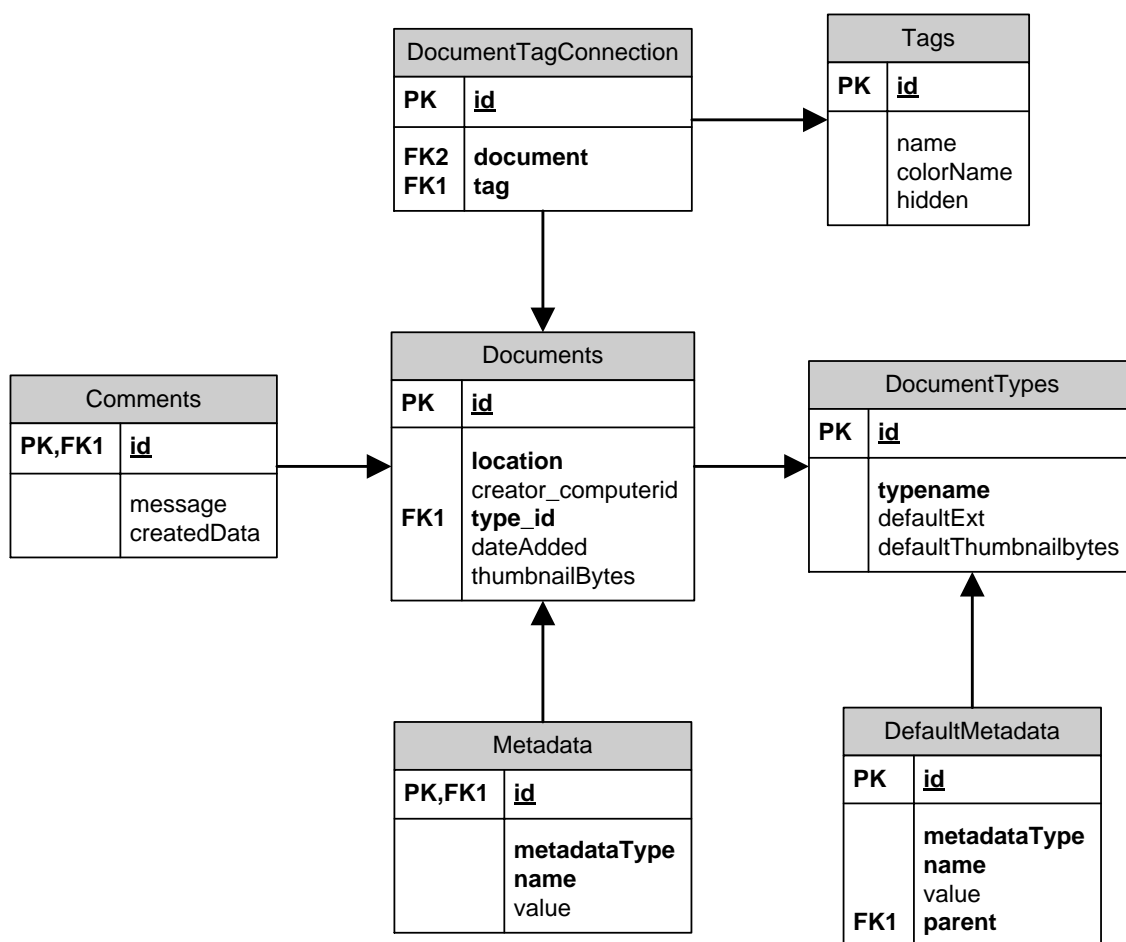 DocumentTagConnection
PK id
FK2 document
FK1 tag
Tags
PK id
name
colorName
hidden
Comments
PK,FK1 id
message
createdData
Documents
PK id
location
creator_computerid
FK1 type_id
dateAdded
thumbnailBytes
DocumentTypes
PK id
typename
defaultExt
defaultThumbnailbytes
Metadata
PK,FK1 id
metadataType
name
value
DefaultMetadata
PK id
metadataType
name
value
FK1 parent